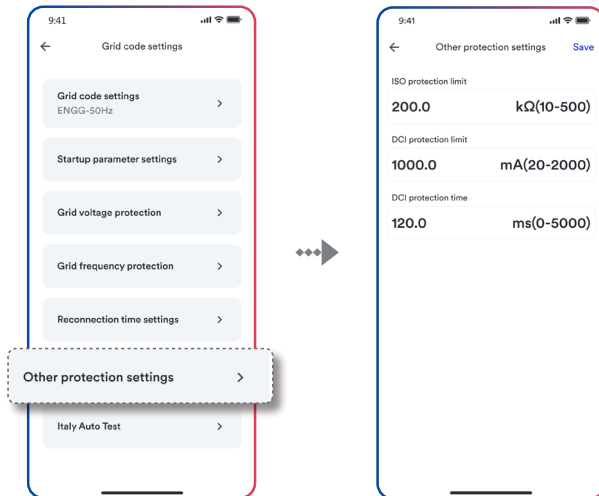 9:41
Grid code settings
Grid code settings
ENGG-50Hz
Startup parameter settings
Grid voltage protection
Grid frequency protection
Reconnection time settings
Other protection settings
Italy Auto Test
9:41
Other protection settings Save
ISO protection limit
200.0 kΩ(10-500)
DCI protection limit
1000.0 mA(20-2000)
DCI protection time
120.0 ms(0-5000)